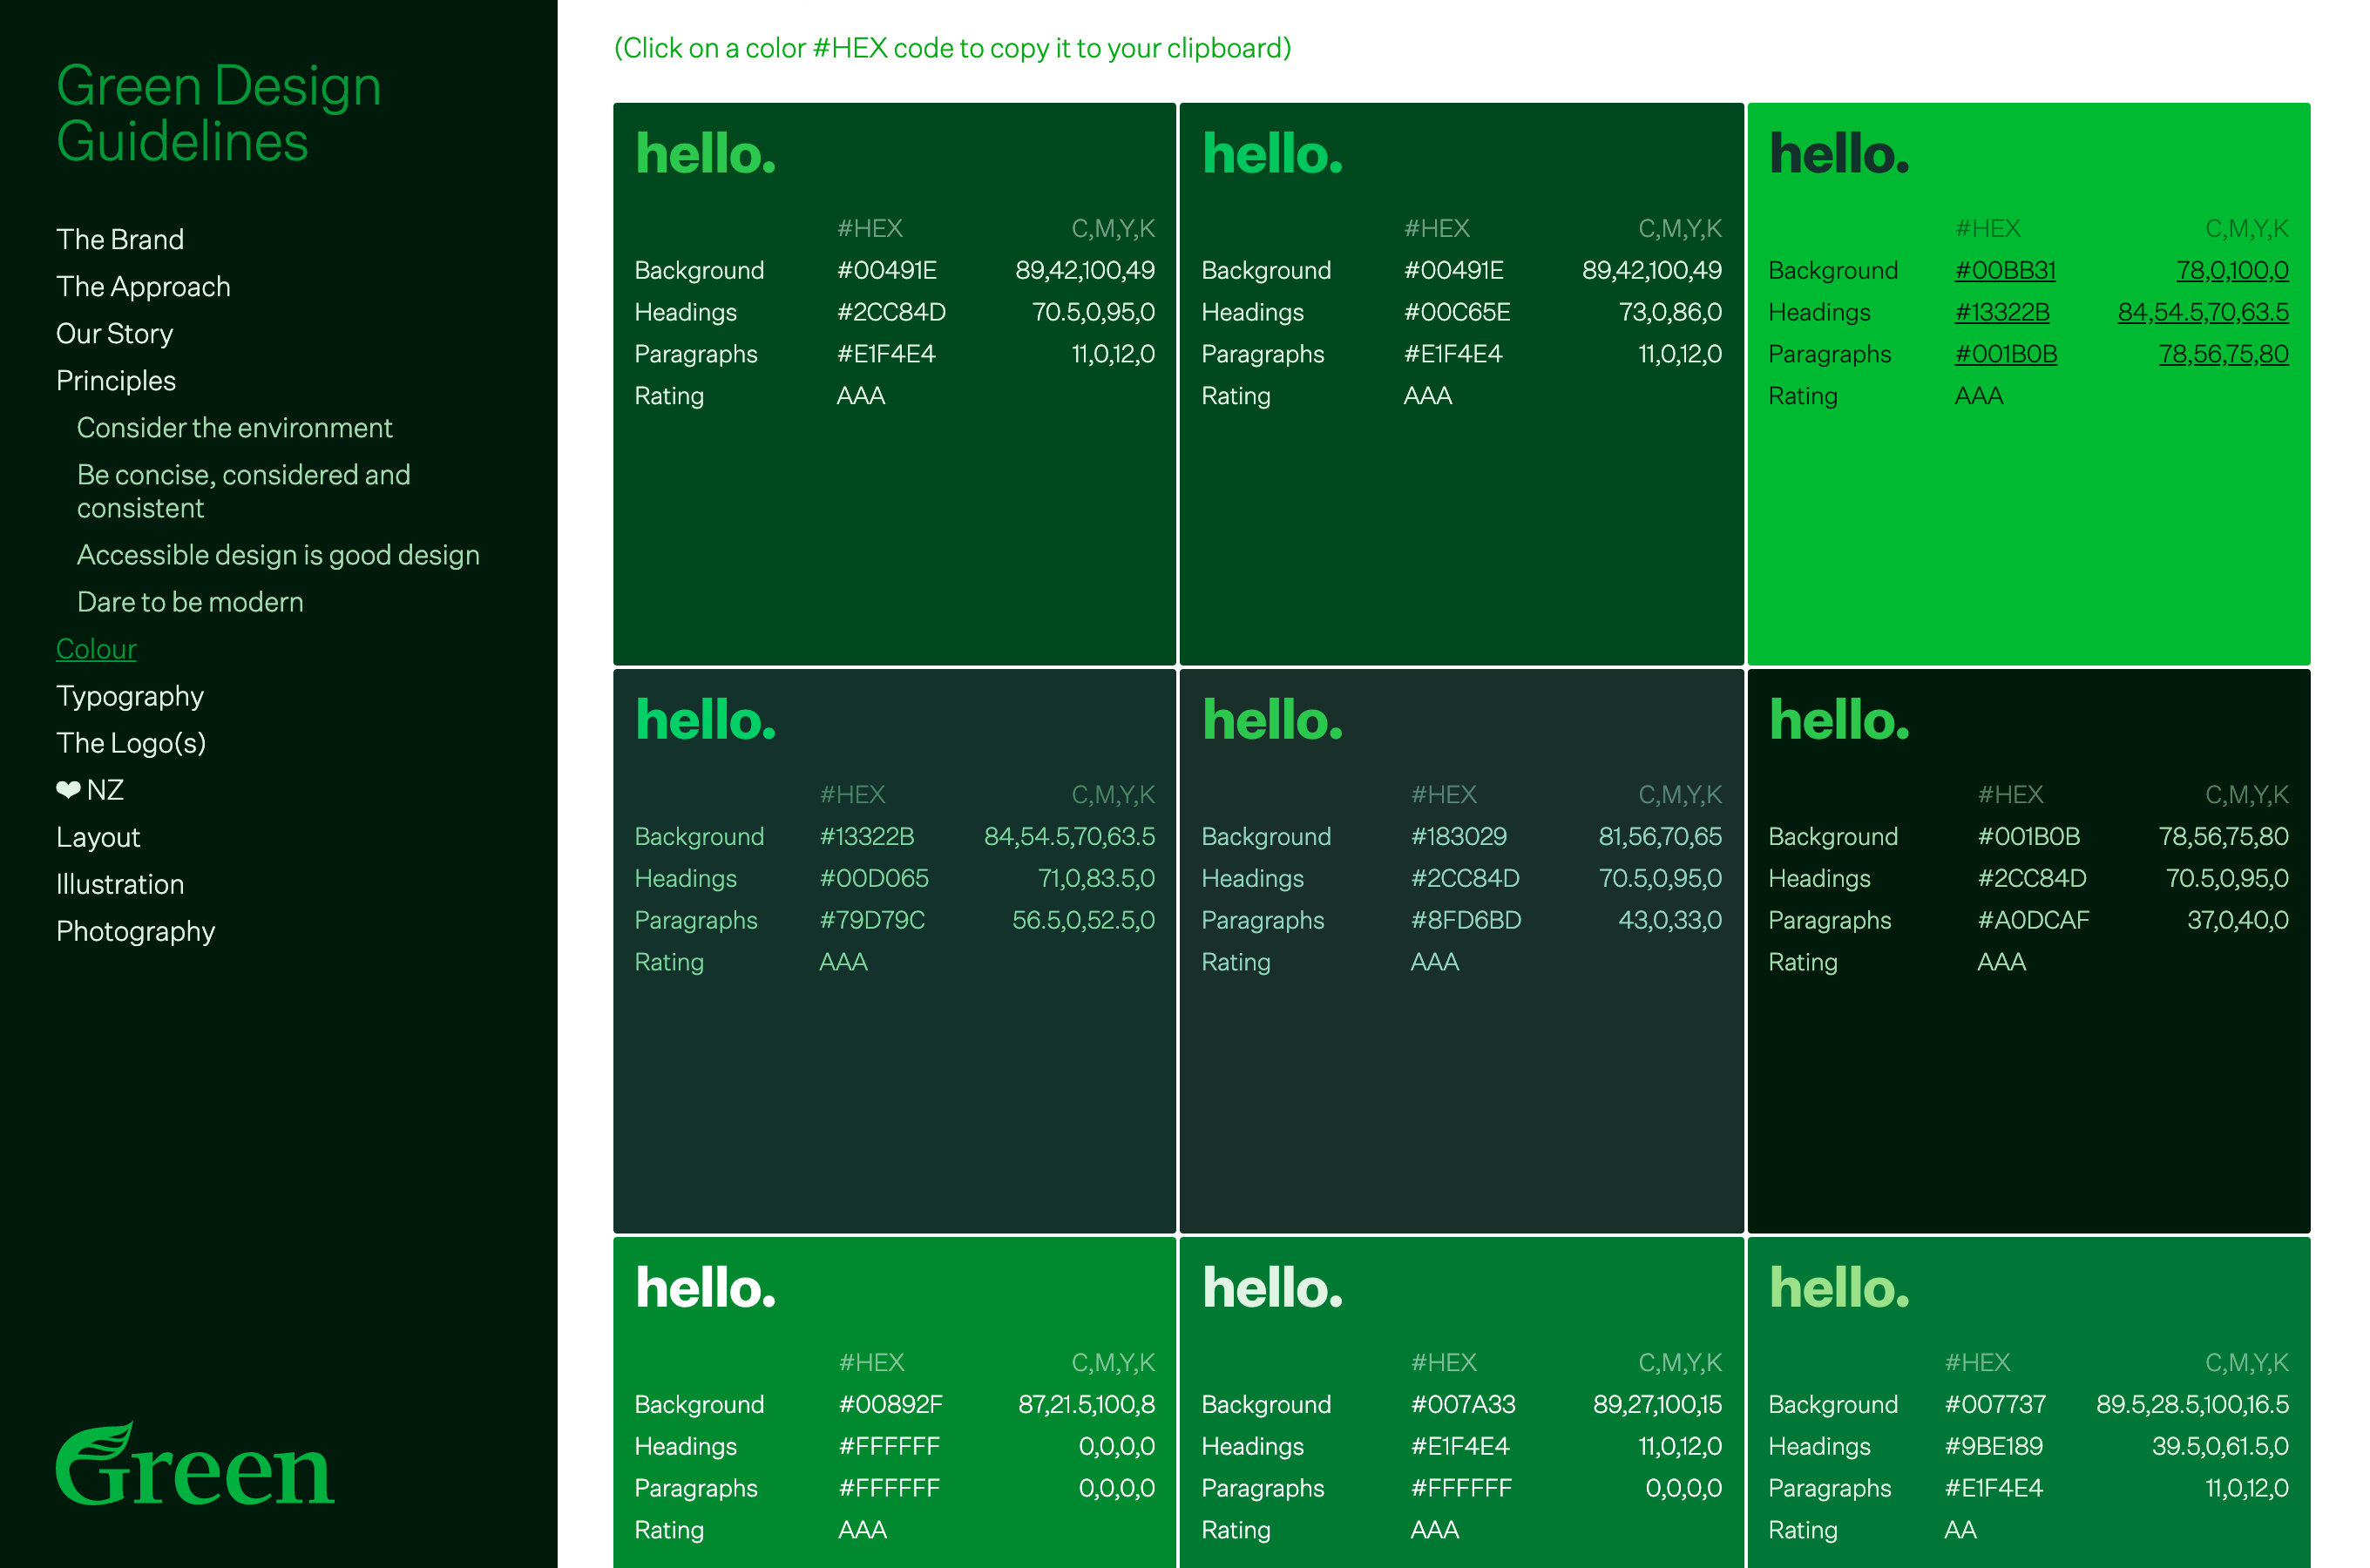 Green Design
Guidelines
The Brand
The Approach
Our Story
Principles
Consider the environment
Be concise, considered and
consistent
Accessible design is good design
Dare to be modern
Colour
Typography
The Logo(s)
❤ NZ
Layout
Illustration
Photography
Green
(Click on a color #HEX code to copy it to your clipboard)
hello.
#HEX C,M,Y,K
Background #00491E 89,42,100,49
Headings #2CC84D 70.5,0,95,0
Paragraphs #E1F4E4 11,0,12,0
Rating AAA
hello.
#HEX C,M,Y,K
Background #00491E 89,42,100,49
Headings #00C65E 73,0,86,0
Paragraphs #E1F4E4 11,0,12,0
Rating AAA
hello.
#HEX C,M,Y,K
Background #00BB31 78,0,100,0
Headings #13322B 84,54.5,70,63.5
Paragraphs #001B0B 78,56,75,80
Rating AAA
hello.
#HEX C,M,Y,K
Background #13322B 84,54.5,70,63.5
Headings #00D065 71,0,83.5,0
Paragraphs #79D79C 56.5,0,52.5,0
Rating AAA
hello.
#HEX C,M,Y,K
Background #183029 81,56,70,65
Headings #2CC84D 70.5,0,95,0
Paragraphs #8FD6BD 43,0,33,0
Rating AAA
hello.
#HEX C,M,Y,K
Background #001B0B 78,56,75,80
Headings #2CC84D 70.5,0,95,0
Paragraphs #A0DCAF 37,0,40,0
Rating AAA
hello.
#HEX C,M,Y,K
Background #00892F 87,21.5,100,8
Headings #FFFFFF 0,0,0,0
Paragraphs #FFFFFF 0,0,0,0
Rating AAA
hello.
#HEX C,M,Y,K
Background #007A33 89,27,100,15
Headings #E1F4E4 11,0,12,0
Paragraphs #FFFFFF 0,0,0,0
Rating AAA
hello.
#HEX C,M,Y,K
Background #007737 89.5,28.5,100,16.5
Headings #9BE189 39.5,0,61.5,0
Paragraphs #E1F4E4 11,0,12,0
Rating AA